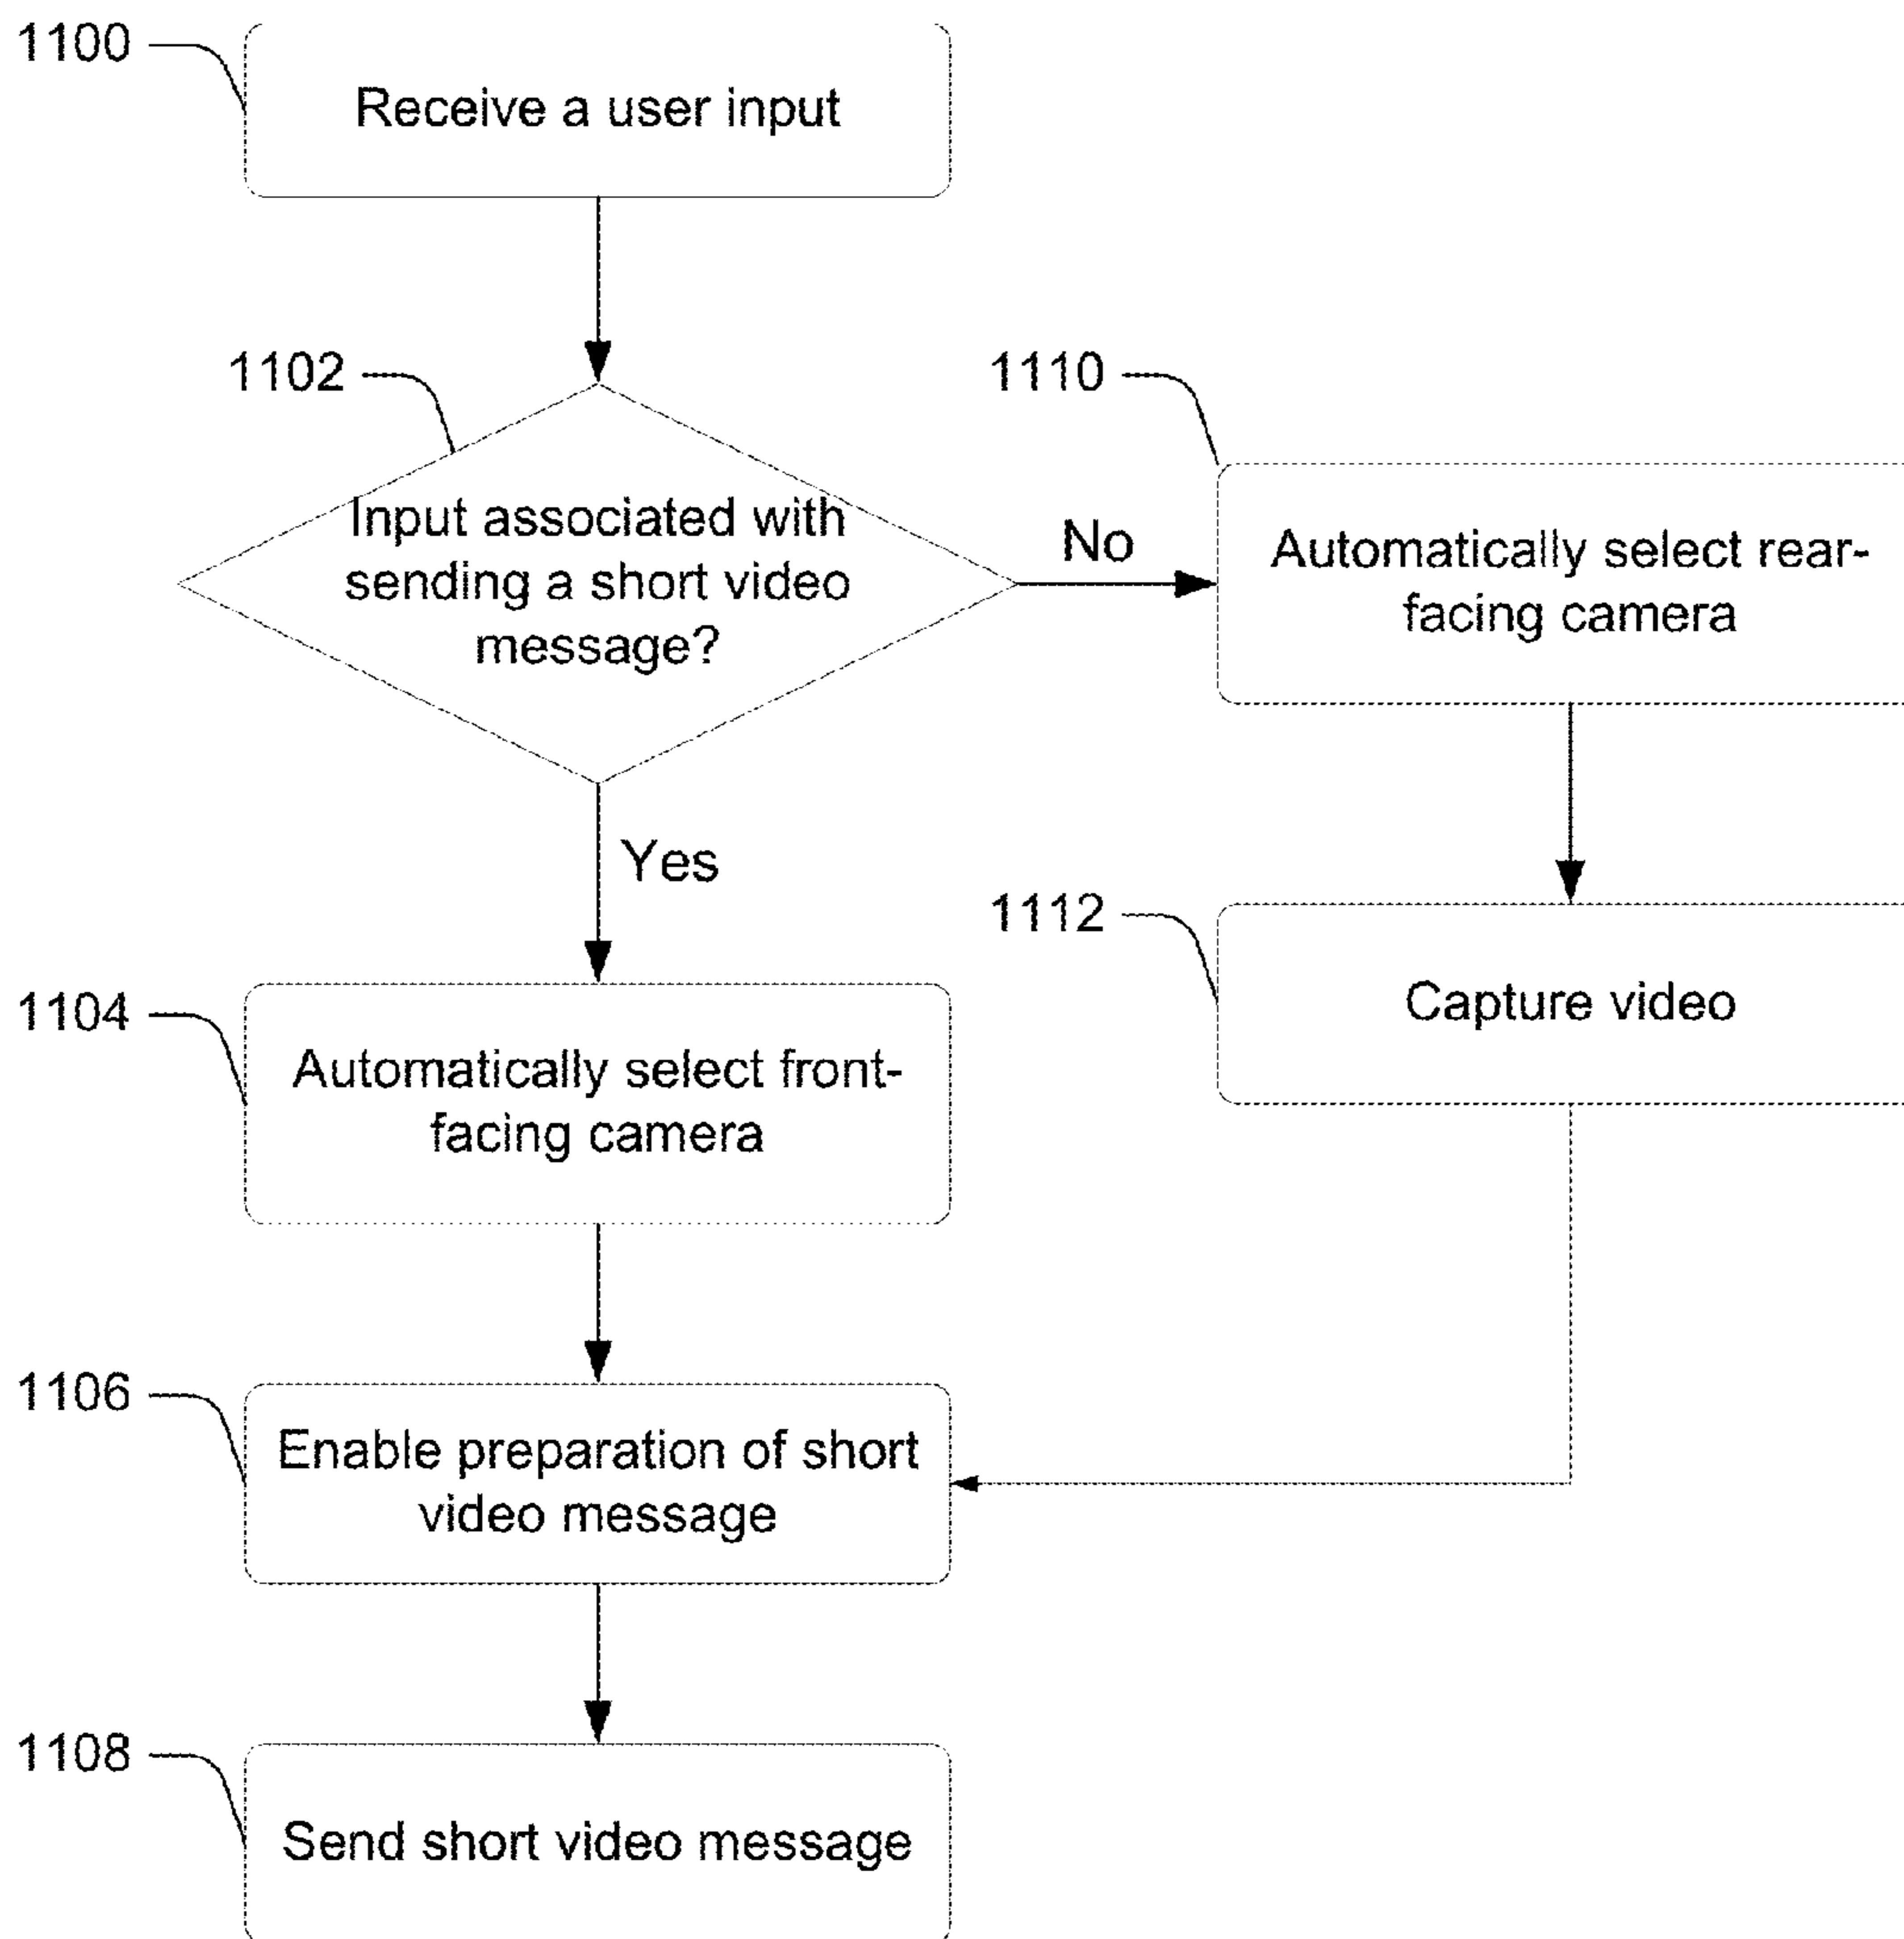 1100
Receive a user input
1102
Input associated with
sending a short video
message?
No
1110
Automatically select rear-
facing camera
Yes
1112
Capture video
1104
Automatically select front-
facing camera
1106
Enable preparation of short
video message
1108
Send short video message